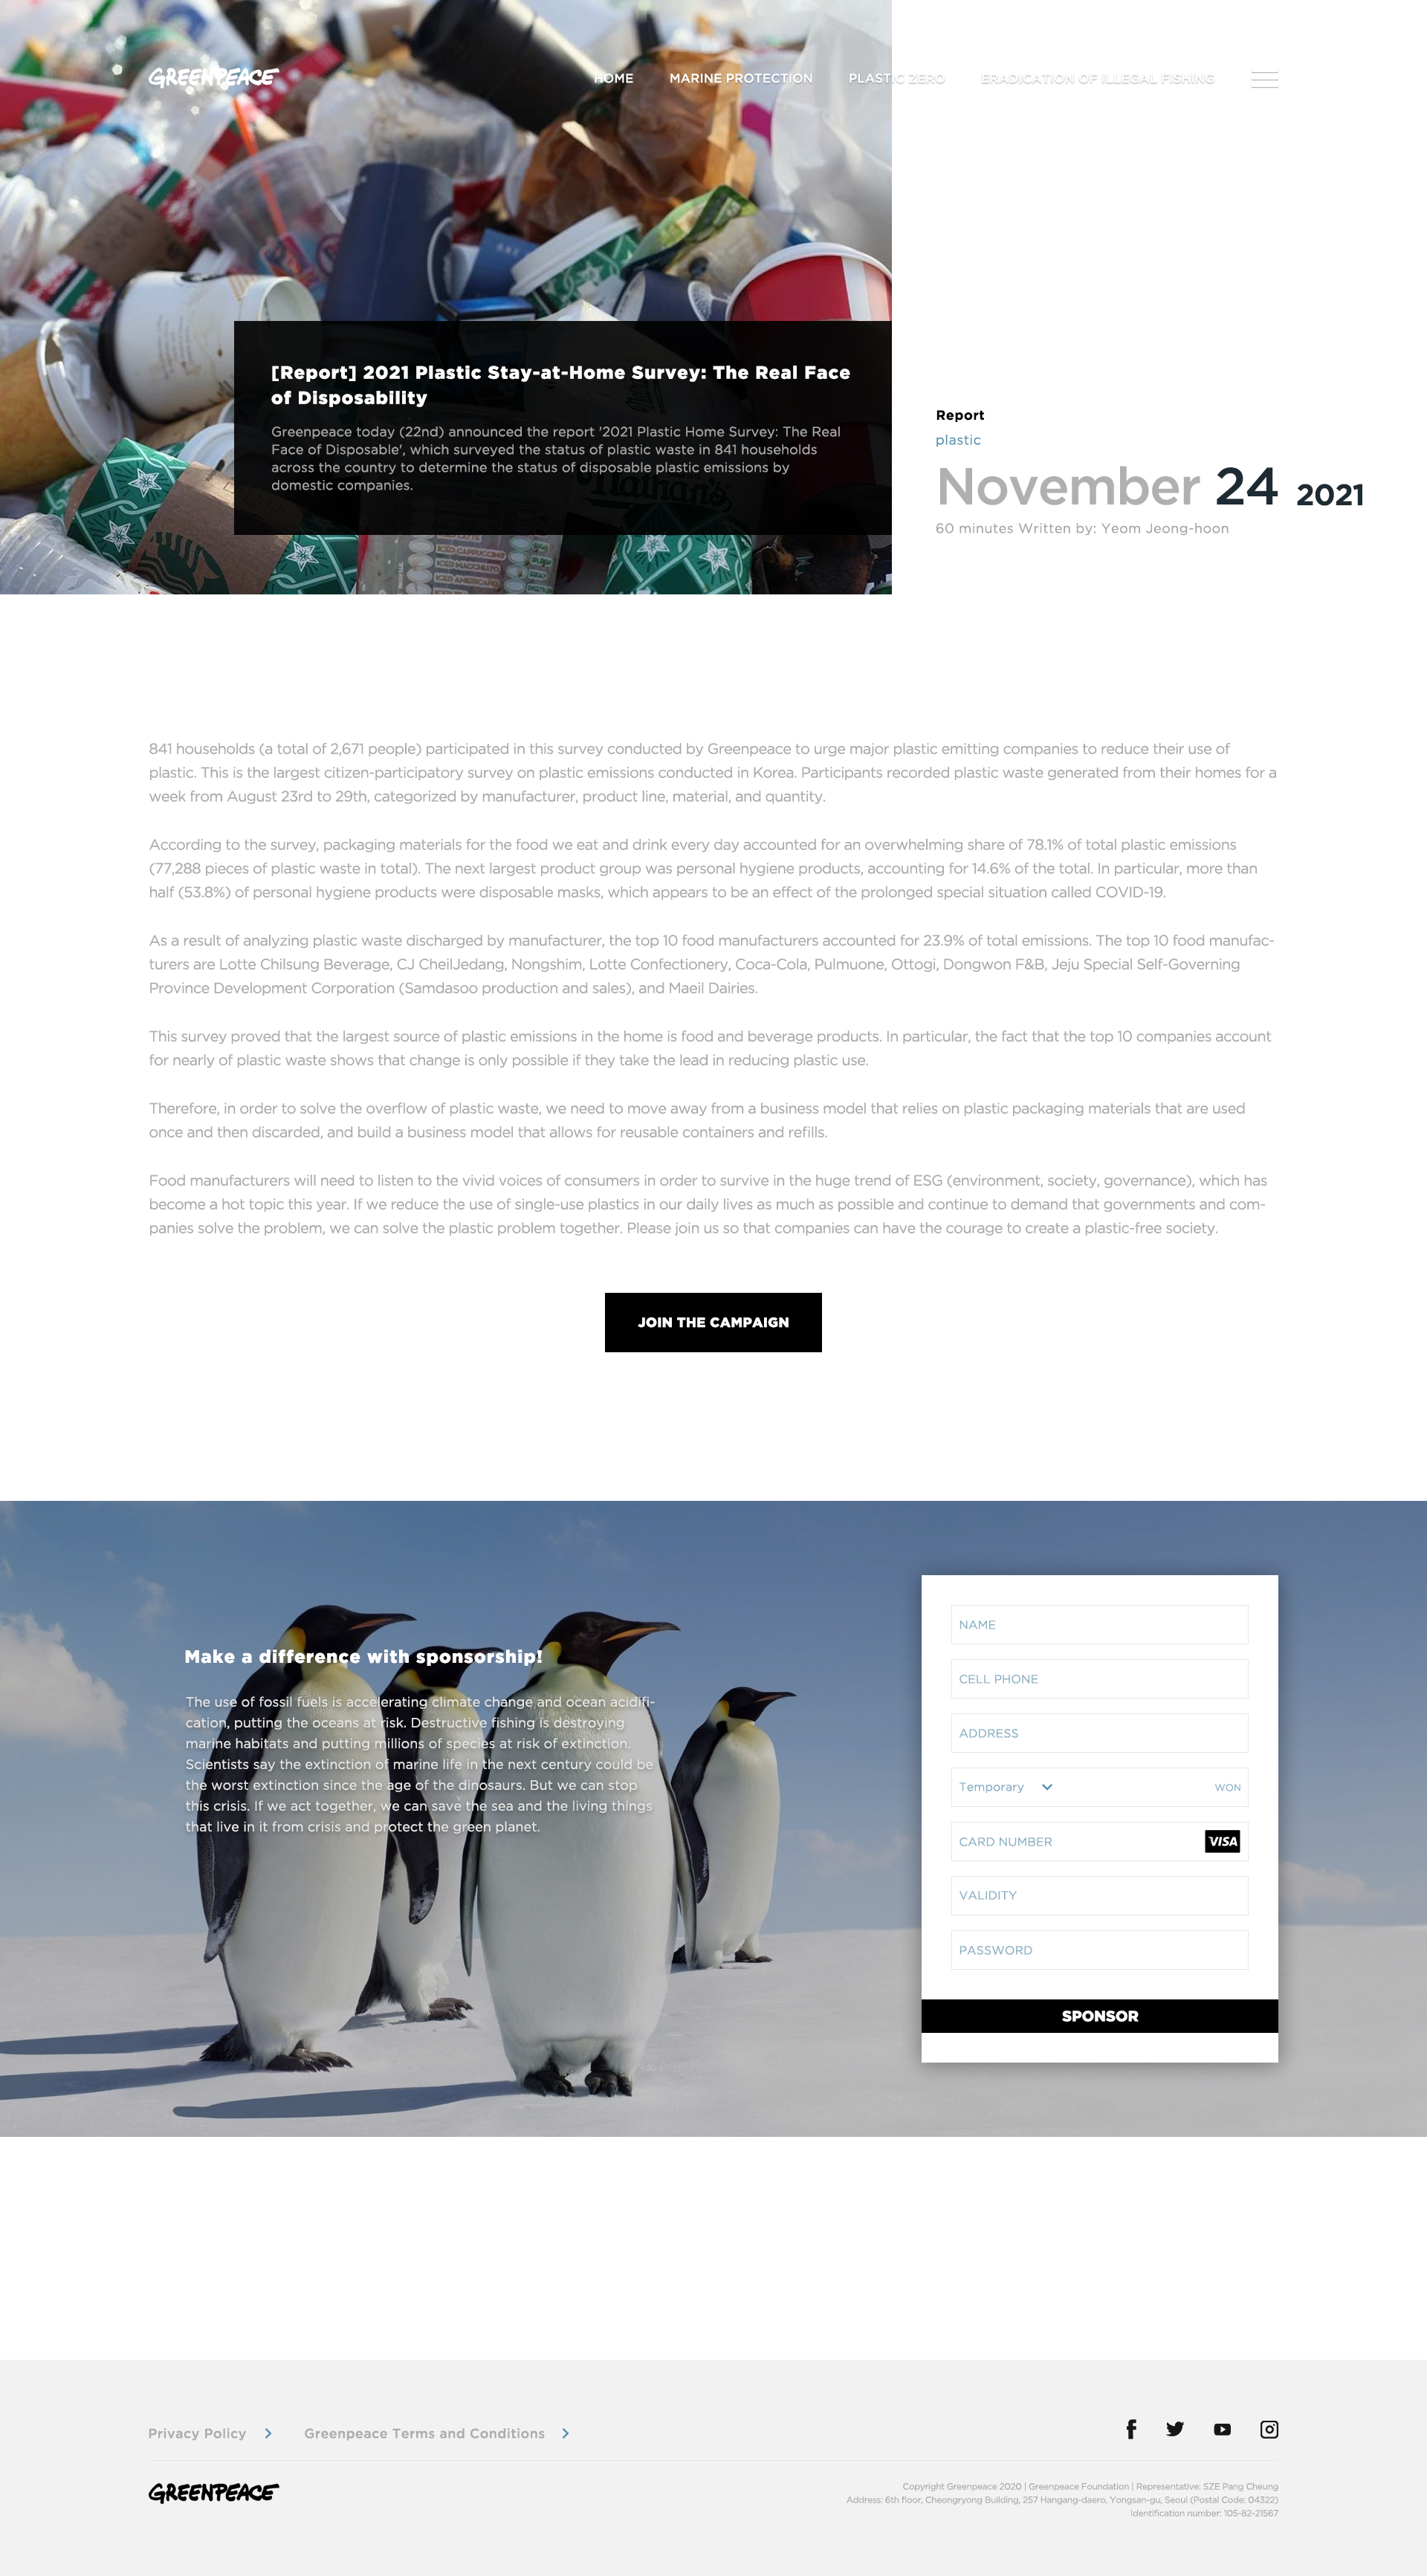 GREENPEACE
HOME MARINE PROTECTION PLASTIC ZERO ERADICATION OF ILLEGAL FISHING
[Report] 2021 Plastic Stay-at-Home Survey: The Real Face
of Disposability
Greenpeace today (22nd) announced the report '2021 Plastic Home Survey: The Real
Face of Disposable', which surveyed the status of plastic waste in 841 households
across the country to determine the status of disposable plastic emissions by
domestic companies.
Nathan's
ICED CAPPUCCINO
ICED MACCHIATO
ICED AMERICANO
Report
plastic
November 24 2021
60 minutes Written by: Yeom Jeong-hoon
841 households (a total of 2,671 people) participated in this survey conducted by Greenpeace to urge major plastic emitting companies to reduce their use of
plastic. This is the largest citizen-participatory survey on plastic emissions conducted in Korea. Participants recorded plastic waste generated from their homes for a
week from August 23rd to 29th, categorized by manufacturer, product line, material, and quantity.
According to the survey, packaging materials for the food we eat and drink every day accounted for an overwhelming share of 78.1% of total plastic emissions
(77,288 pieces of plastic waste in total). The next largest product group was personal hygiene products, accounting for 14.6% of the total. In particular, more than
half (53.8%) of personal hygiene products were disposable masks, which appears to be an effect of the prolonged special situation called COVID-19.
As a result of analyzing plastic waste discharged by manufacturer, the top 10 food manufacturers accounted for 23.9% of total emissions. The top 10 food manufac-
turers are Lotte Chilsung Beverage, CJ CheilJedang, Nongshim, Lotte Confectionery, Coca-Cola, Pulmuone, Ottogi, Dongwon F&B, Jeju Special Self-Governing
Province Development Corporation (Samdasoo production and sales), and Maeil Dairies.
This survey proved that the largest source of plastic emissions in the home is food and beverage products. In particular, the fact that the top 10 companies account
for nearly of plastic waste shows that change is only possible if they take the lead in reducing plastic use.
Therefore, in order to solve the overflow of plastic waste, we need to move away from a business model that relies on plastic packaging materials that are used
once and then discarded, and build a business model that allows for reusable containers and refills.
Food manufacturers will need to listen to the vivid voices of consumers in order to survive in the huge trend of ESG (environment, society, governance), which has
become a hot topic this year. If we reduce the use of single-use plastics in our daily lives as much as possible and continue to demand that governments and com-
panies solve the problem, we can solve the plastic problem together. Please join us so that companies can have the courage to create a plastic-free society.
JOIN THE CAMPAIGN
Make a difference with sponsorship!
The use of fossil fuels is accelerating climate change and ocean acidifi-
cation, putting the oceans at risk. Destructive fishing is destroying
marine habitats and putting millions of species at risk of extinction.
Scientists say the extinction of marine life in the next century could be
the worst extinction since the age of the dinosaurs. But we can stop
this crisis. If we act together, we can save the sea and the living things
that live in it from crisis and protect the green planet.
NAME
CELL PHONE
ADDRESS
Temporary WON
CARD NUMBER VISA
VALIDITY
PASSWORD
SPONSOR
Privacy Policy Greenpeace Terms and Conditions
GREENPEACE
Copyright Greenpeace 2020 | Greenpeace Foundation | Representative: SZE Pang Cheung
Address: 6th floor, Cheongryong Building, 257 Hangang-daero, Yongsan-gu, Seoul (Postal Code: 04322)
Identification number: 105-82-21567